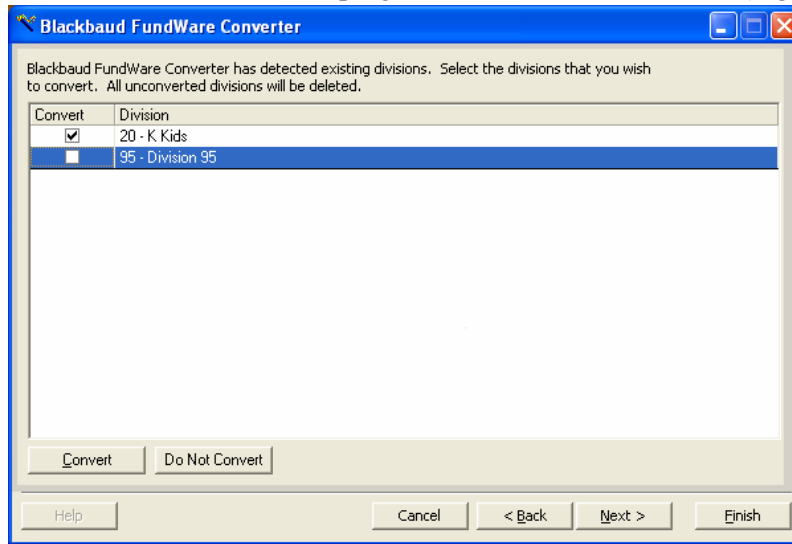 Blackbaud FundWare Converter
Blackbaud FundWare Converter has detected existing divisions. Select the divisions that you wish
to convert. All unconverted divisions will be deleted.
Convert Division
20 - K Kids
95 - Division 95
Convert Do Not Convert
Help Cancel < Back Next > Finish